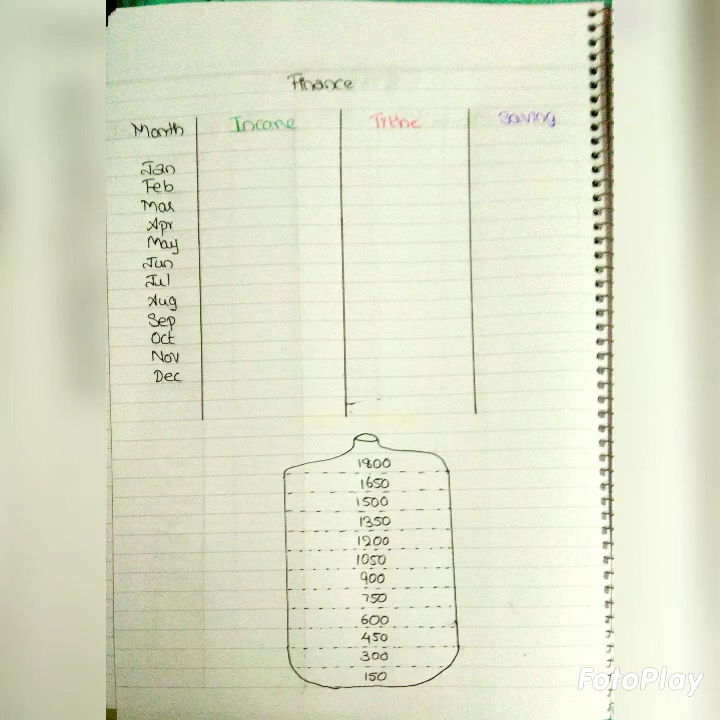 Finance
Month Income Tithe Saving
Jan
Feb
Mar
Apr
May
Jun
Jul
Aug
Sep
Oct
Nov
Dec
1800
1650
1500
1350
1200
1050
900
750
600
450
300
150
FotoPlay